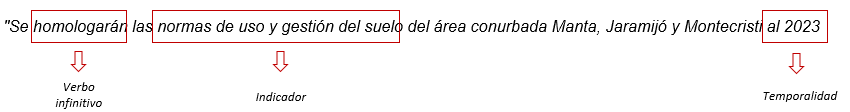 "Se homologarán las normas de uso y gestión del suelo del área conurbada Manta, Jaramijó y Montecristi al 2023
Verbo infinitivo
Indicador
Temporalidad